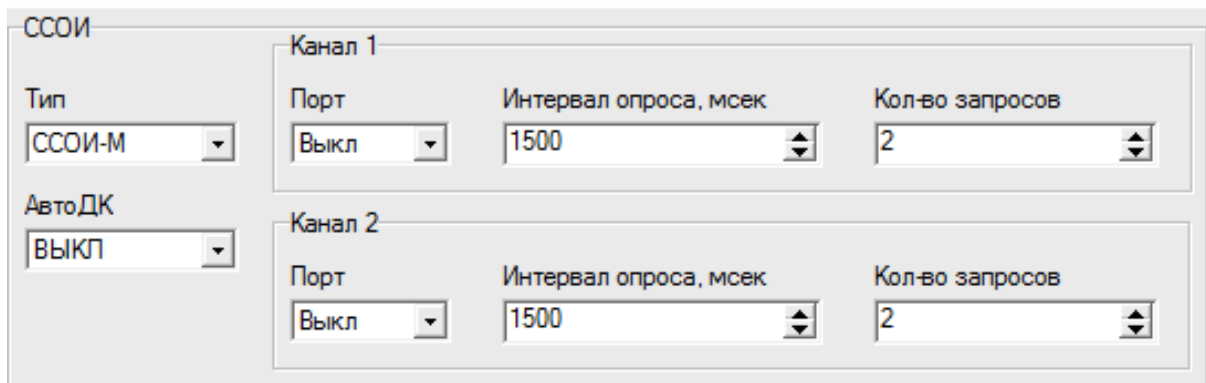 ССОИ
Канал 1
Тип Порт Интервал опроса, мсек Кол-во запросов
ССОИ-М Выкл 1500 2
АвтоДК
Канал 2
ВЫКЛ
Порт Интервал опроса, мсек Кол-во запросов
Выкл 1500 2